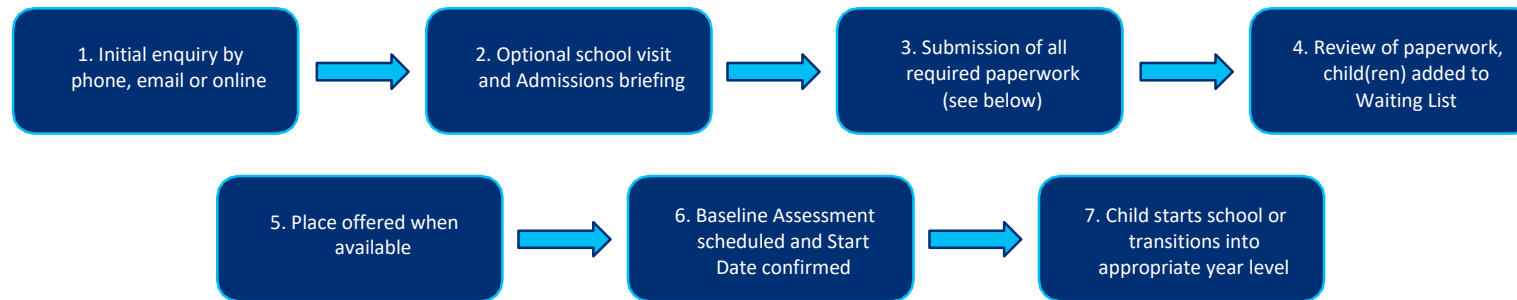 1. Initial enquiry by
phone, email or online
2. Optional school visit
and Admissions briefing
3. Submission of all
required paperwork
(see below)
4. Review of paperwork,
child(ren) added to
Waiting List
5. Place offered when
available
6. Baseline Assessment
scheduled and Start
Date confirmed
7. Child starts school or
transitions into
appropriate year level